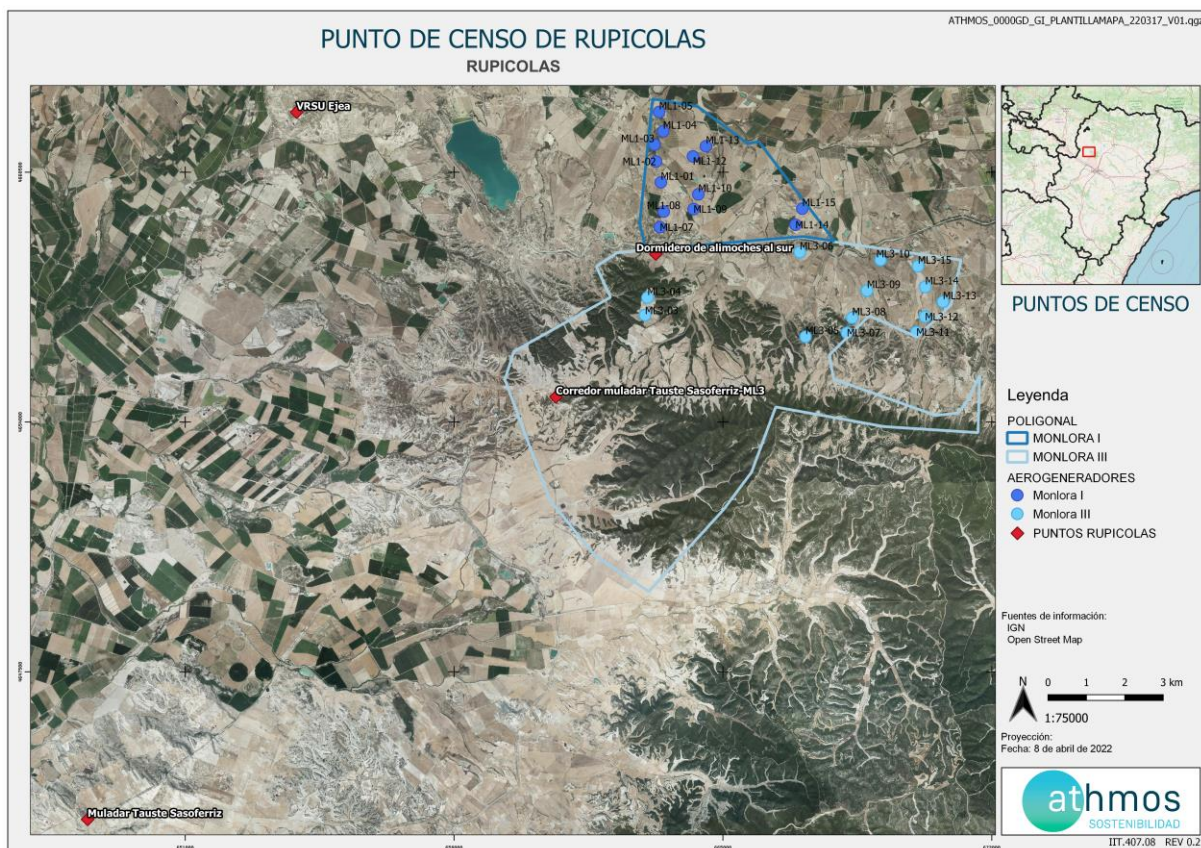 ATHMOS_0000GD_GI_PLANTILLAMAPA_220317_V01.qgz
PUNTO DE CENSO DE RUPICOLAS
RUPICOLAS
VRSU Ejea
ML1-05
ML1-04
ML1-03
ML1-13
ML1-02
ML1-12
ML1-01
ML1-10
ML1-08
ML1-09
ML1-15
ML1-07
ML1-14
Dormidero de alimoches al sur
ML3-06
ML3-10
ML3-15
ML3-14
ML3-04
ML3-09
ML3-13
ML3-03
ML3-08
ML3-12
ML3-05
ML3-07
ML3-11
Corredor muladar Tauste Sasoferriz-ML3
Muladar Tauste Sasoferriz
PUNTOS DE CENSO
Leyenda
POLIGONAL
MONLORA I
MONLORA III
AEROGENERADORES
Monlora I
Monlora III
PUNTOS RUPICOLAS
Fuentes de información:
IGN
Open Street Map
N
0 1 2 3 km
1:75000
Proyección:
Fecha: 8 de abril de 2022
athmos
SOSTENIBILIDAD
IIT.407.08 REV 0.2